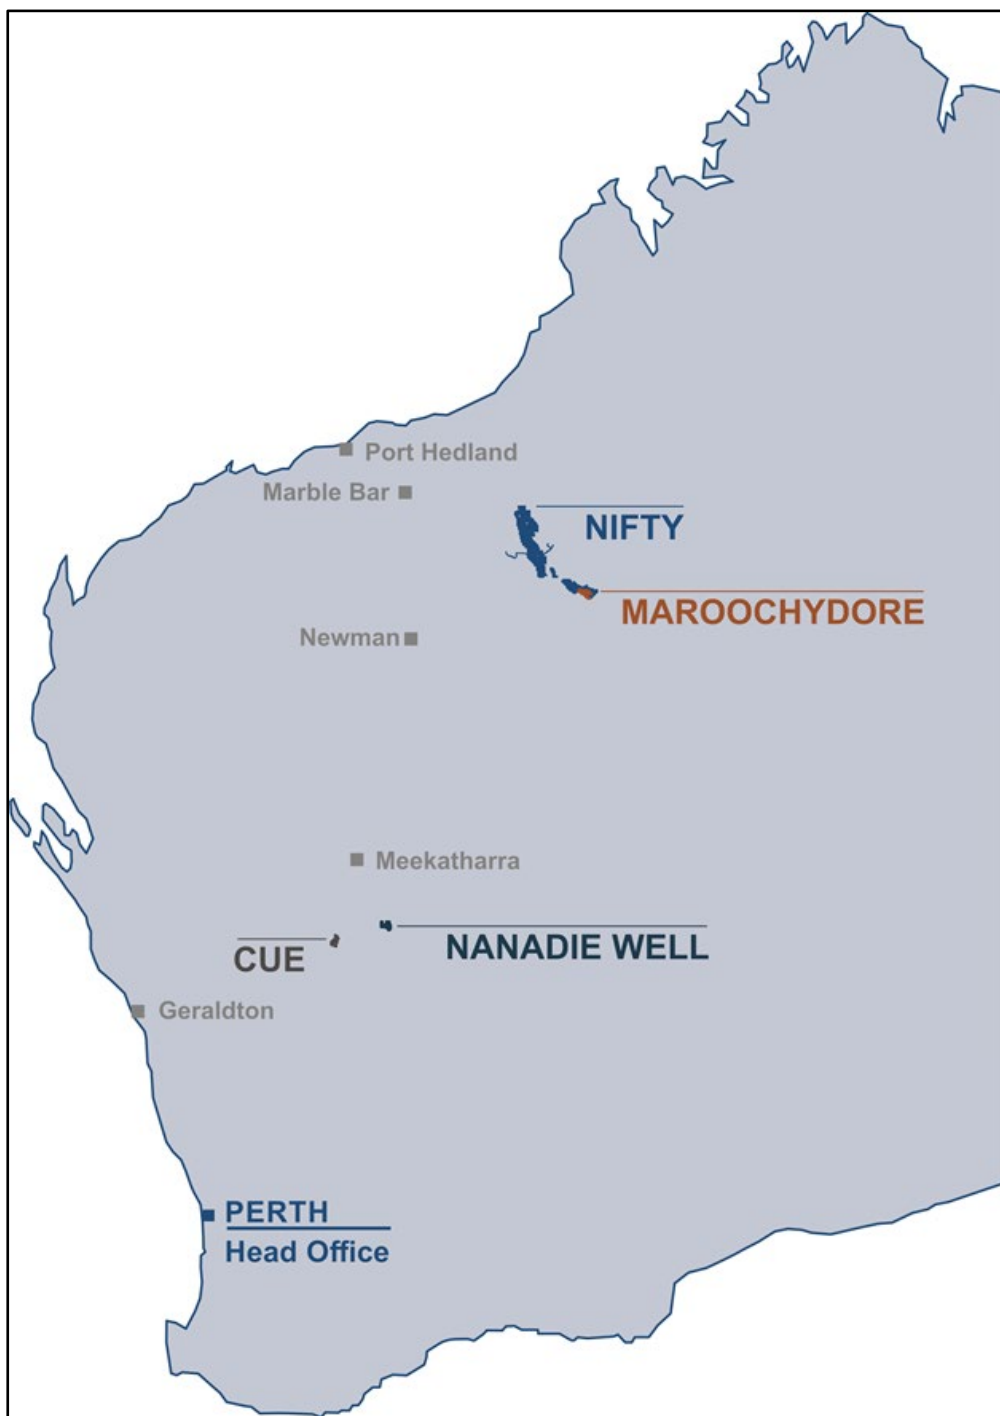 Port Hedland
Marble Bar
NIFTY
MAROOCHYDORE
Newman
Meekatharra
CUE
NANADIE WELL
Geraldton
PERTH
Head Office